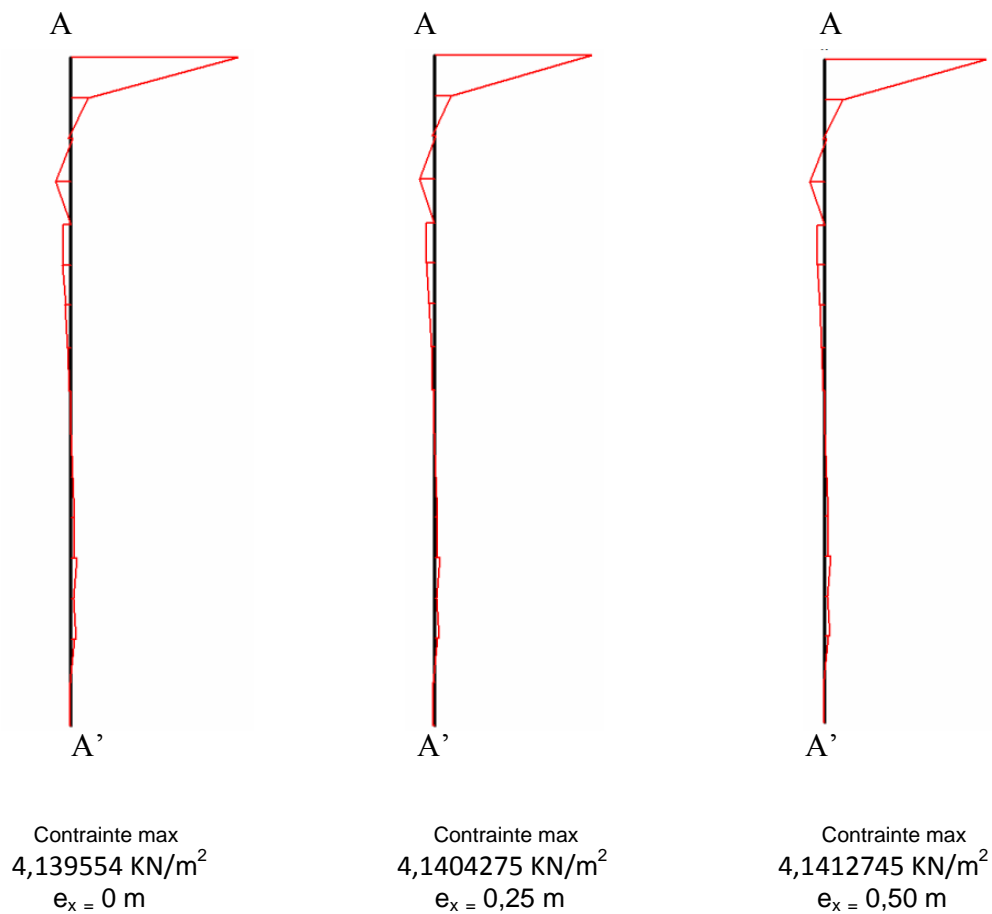 A
A
A
A’
A’
A’
Contrainte max
4,139554 KN/m²
eₓ = 0 m
Contrainte max
4,1404275 KN/m²
eₓ = 0,25 m
Contrainte max
4,1412745 KN/m²
eₓ = 0,50 m